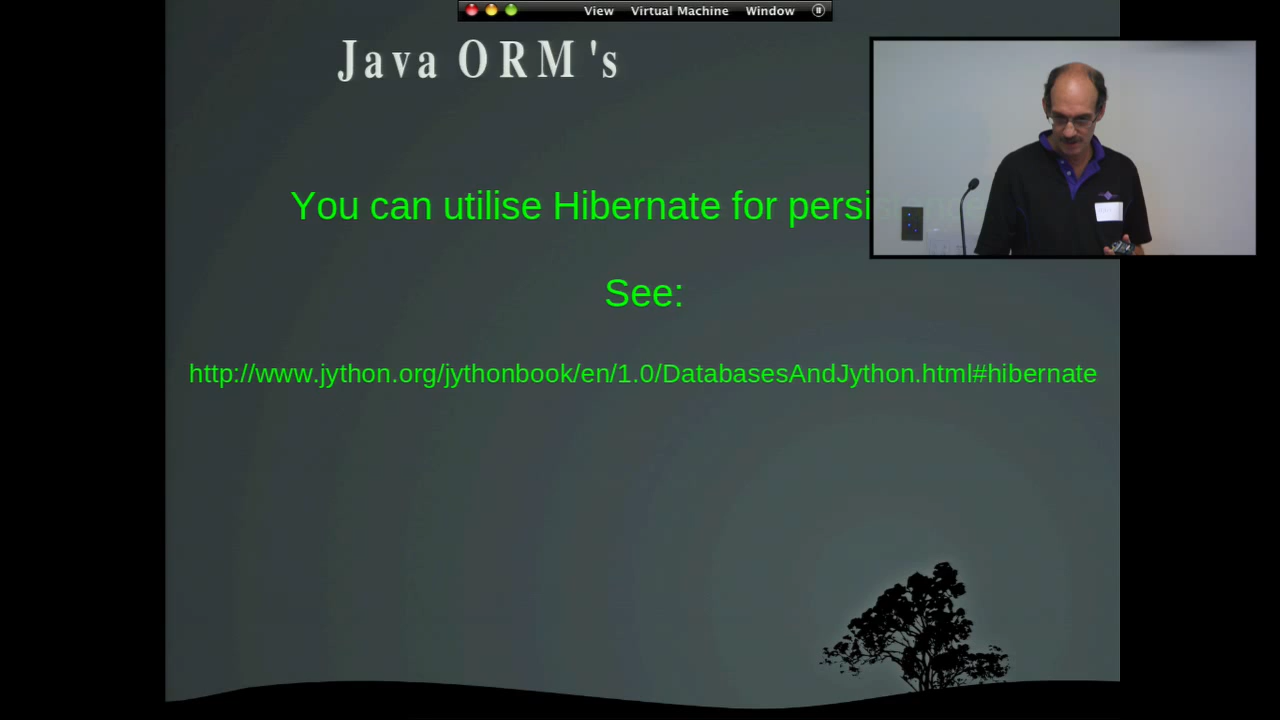 View Virtual Machine Window
Java ORM's
You can utilise Hibernate for
See:
http://www.jython.org/jythonbook/en/1.0/DatabasesAndJython.html#hibernate